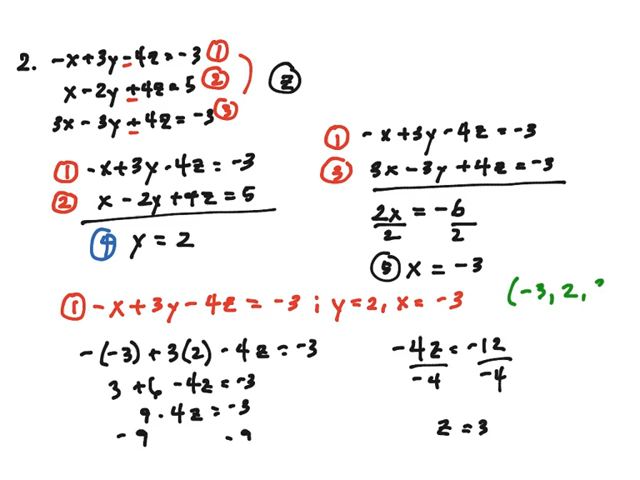 2. -x+3y-4z=-3 ①
x-2y+4z=5 ② ⓩ
3x-3y+4z=-3 ③
① -x+3y-4z=-3
② x-2y+4z=5
④ y=2
① -x+3y-4z=-3
③ 3x-3y+4z=-3
2x/2 = -6/2
⑤ x=-3
① -x+3y-4z=-3; y=2, x=-3
(-3, 2,
-(-3)+3(2)-4z=-3
3+6-4z=-3
9-4z=-3
-9 -9
-4z/-4 = -12/-4
z=3